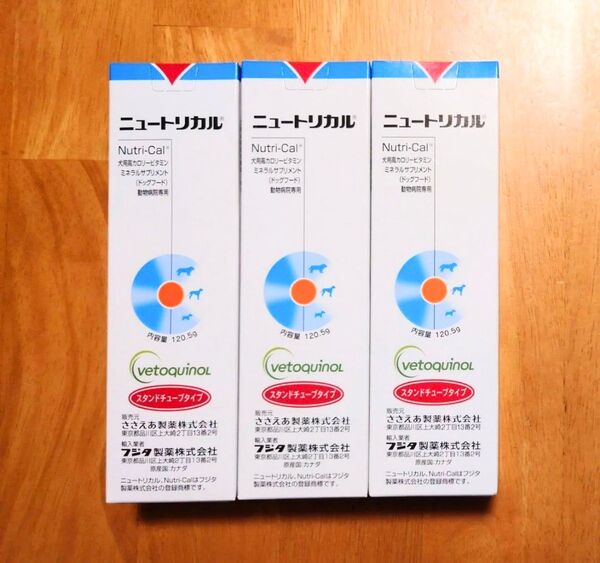 ニュートリカル®
Nutri-Cal®
犬用高カロリービタミン
ミネラルサプリメント
(ドッグフード)
動物病院専用
内容量 120.5g
Vetoquinol
スタンドチューブタイプ
販売元
ささえあ製薬株式会社
東京都品川区上大崎2丁目13番2号
輸入業者
フジタ製薬株式会社
東京都品川区上大崎2丁目13番2号
原産国:カナダ
ニュートリカル、Nutri-Calはフジタ
製薬株式会社の登録商標です。
ニュートリカル®
Nutri-Cal®
犬用高カロリービタミン
ミネラルサプリメント
(ドッグフード)
動物病院専用
内容量 120.5g
Vetoquinol
スタンドチューブタイプ
販売元
ささえあ製薬株式会社
東京都品川区上大崎2丁目13番2号
輸入業者
フジタ製薬株式会社
東京都品川区上大崎2丁目13番2号
原産国:カナダ
ニュートリカル、Nutri-Calはフジタ
製薬株式会社の登録商標です。
ニュートリカル®
Nutri-Cal®
犬用高カロリービタミン
ミネラルサプリメント
(ドッグフード)
動物病院専用
内容量 120.5g
Vetoquinol
スタンドチューブタイプ
販売元
ささえあ製薬株式会社
東京都品川区上大崎2丁目13番2号
輸入業者
フジタ製薬株式会社
東京都品川区上大崎2丁目13番2号
原産国:カナダ
ニュートリカル、Nutri-Calはフジタ
製薬株式会社の登録商標です。